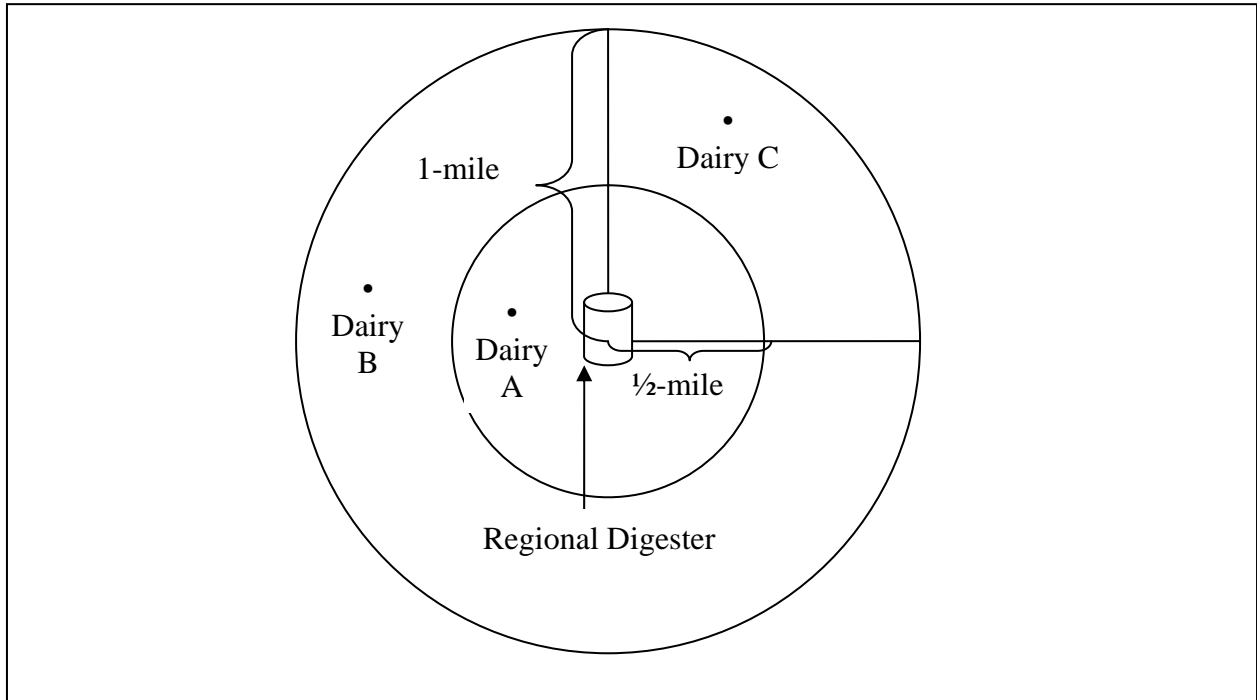 1-mile
Dairy C
Dairy
B
Dairy
A
½-mile
Regional Digester